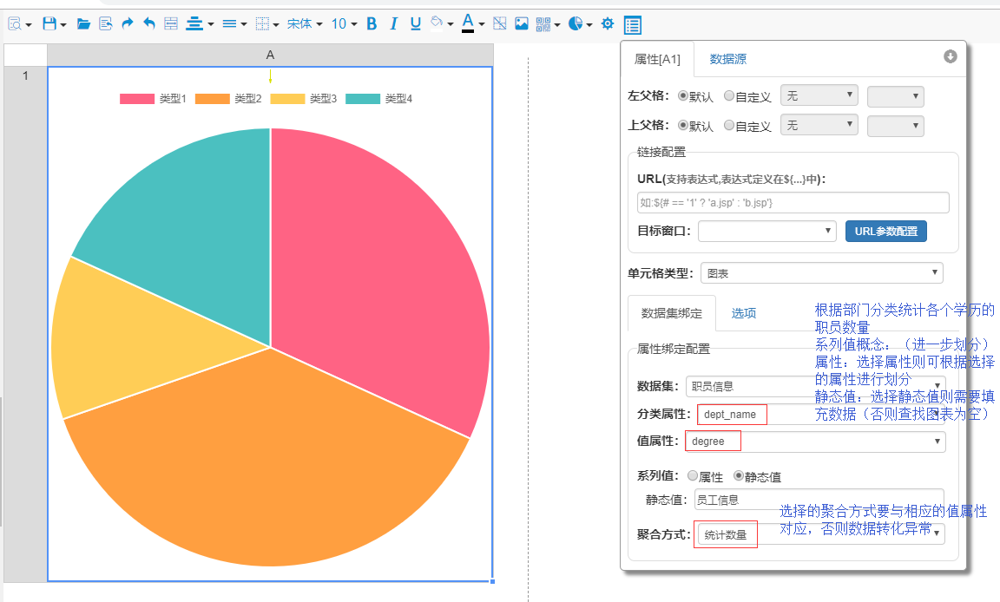 宋体 10 B I U A
A
1
类型1 类型2 类型3 类型4
属性[A1] 数据源
左父格： 默认 自定义 无
上父格： 默认 自定义 无
链接配置
URL(支持表达式,表达式定义在${...}中)：
如:${# == '1' ? 'a.jsp' : 'b.jsp'}
目标窗口： URL参数配置
单元格类型： 图表
数据集绑定 选项
属性绑定配置
数据集： 职员信息
分类属性： dept_name
值属性： degree
系列值： 属性 静态值
静态值： 员工信息
聚合方式： 统计数量
根据部门分类统计各个学历的
职员数量
系列值概念：（进一步划分）
属性：选择属性则可根据选择
的属性进行划分
静态值：选择静态值则需要填
充数据（否则查找图表为空）
选择的聚合方式要与相应的值属性
对应，否则数据转化异常